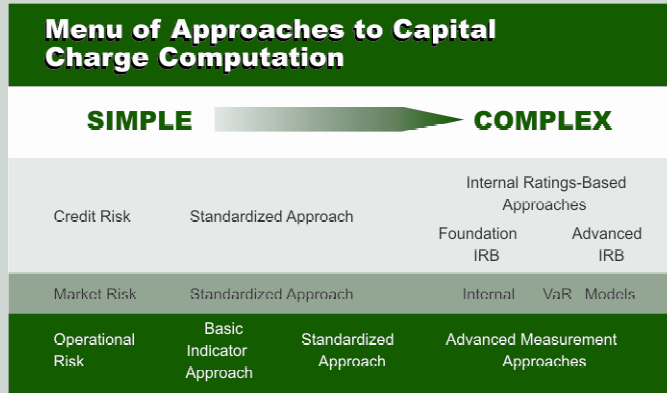 Menu of Approaches to Capital
Charge Computation
SIMPLE COMPLEX
Internal Ratings-Based
Approaches
Credit Risk Standardized Approach
Foundation Advanced
IRB IRB
Market Risk Standardized Approach Internal VaR Models
Operational
Risk
Basic
Indicator
Approach
Standardized
Approach
Advanced Measurement
Approaches